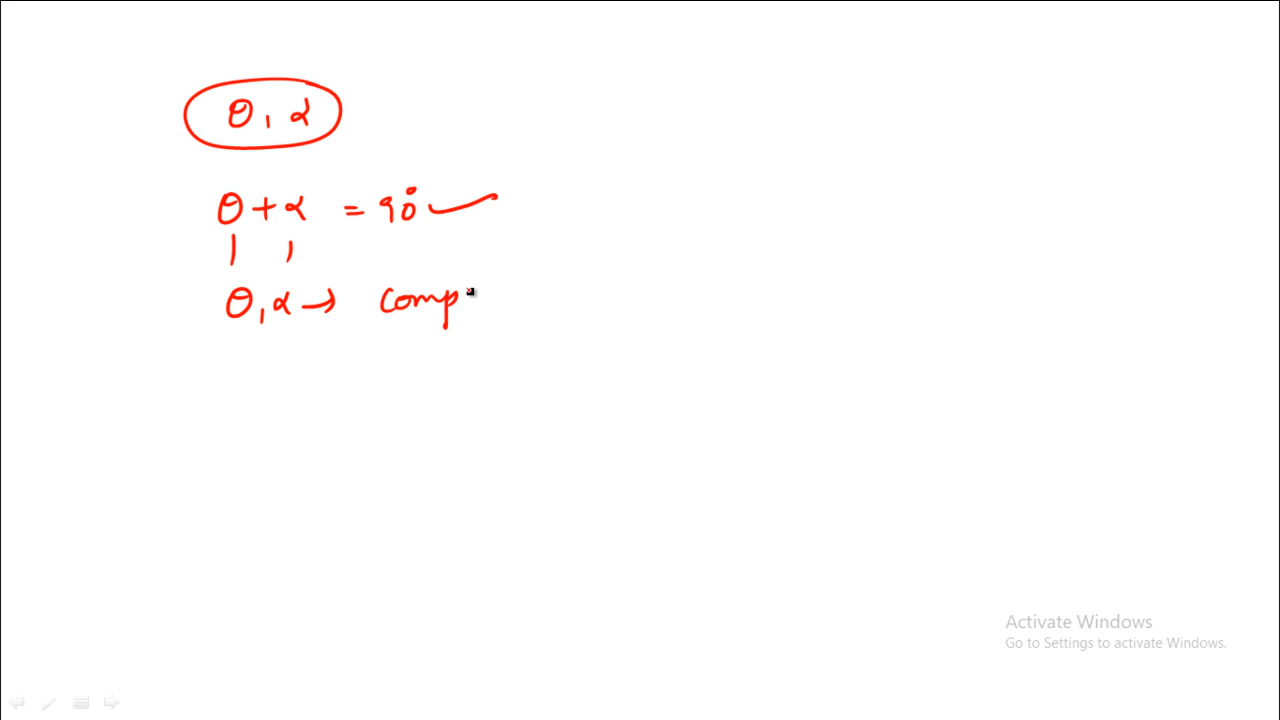 θ, α
θ + α = 90°
θ, α → comp
Activate Windows
Go to Settings to activate Windows.